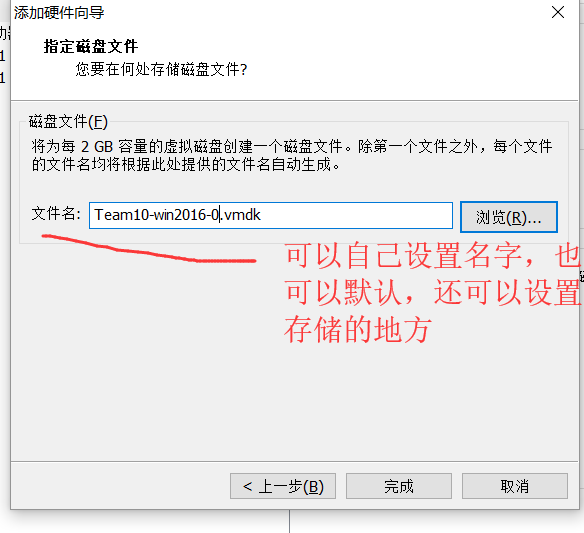 添加硬件向导
指定磁盘文件
您要在何处存储磁盘文件?
磁盘文件(F)
将为每 2 GB 容量的虚拟磁盘创建一个磁盘文件。除第一个文件之外，每个文件
的文件名均将根据此处提供的文件名自动生成。
文件名: Team10-win2016-0.vmdk 浏览(R)...
可以自己设置名字，也
可以默认，还可以设置
存储的地方
< 上一步(B) 完成 取消